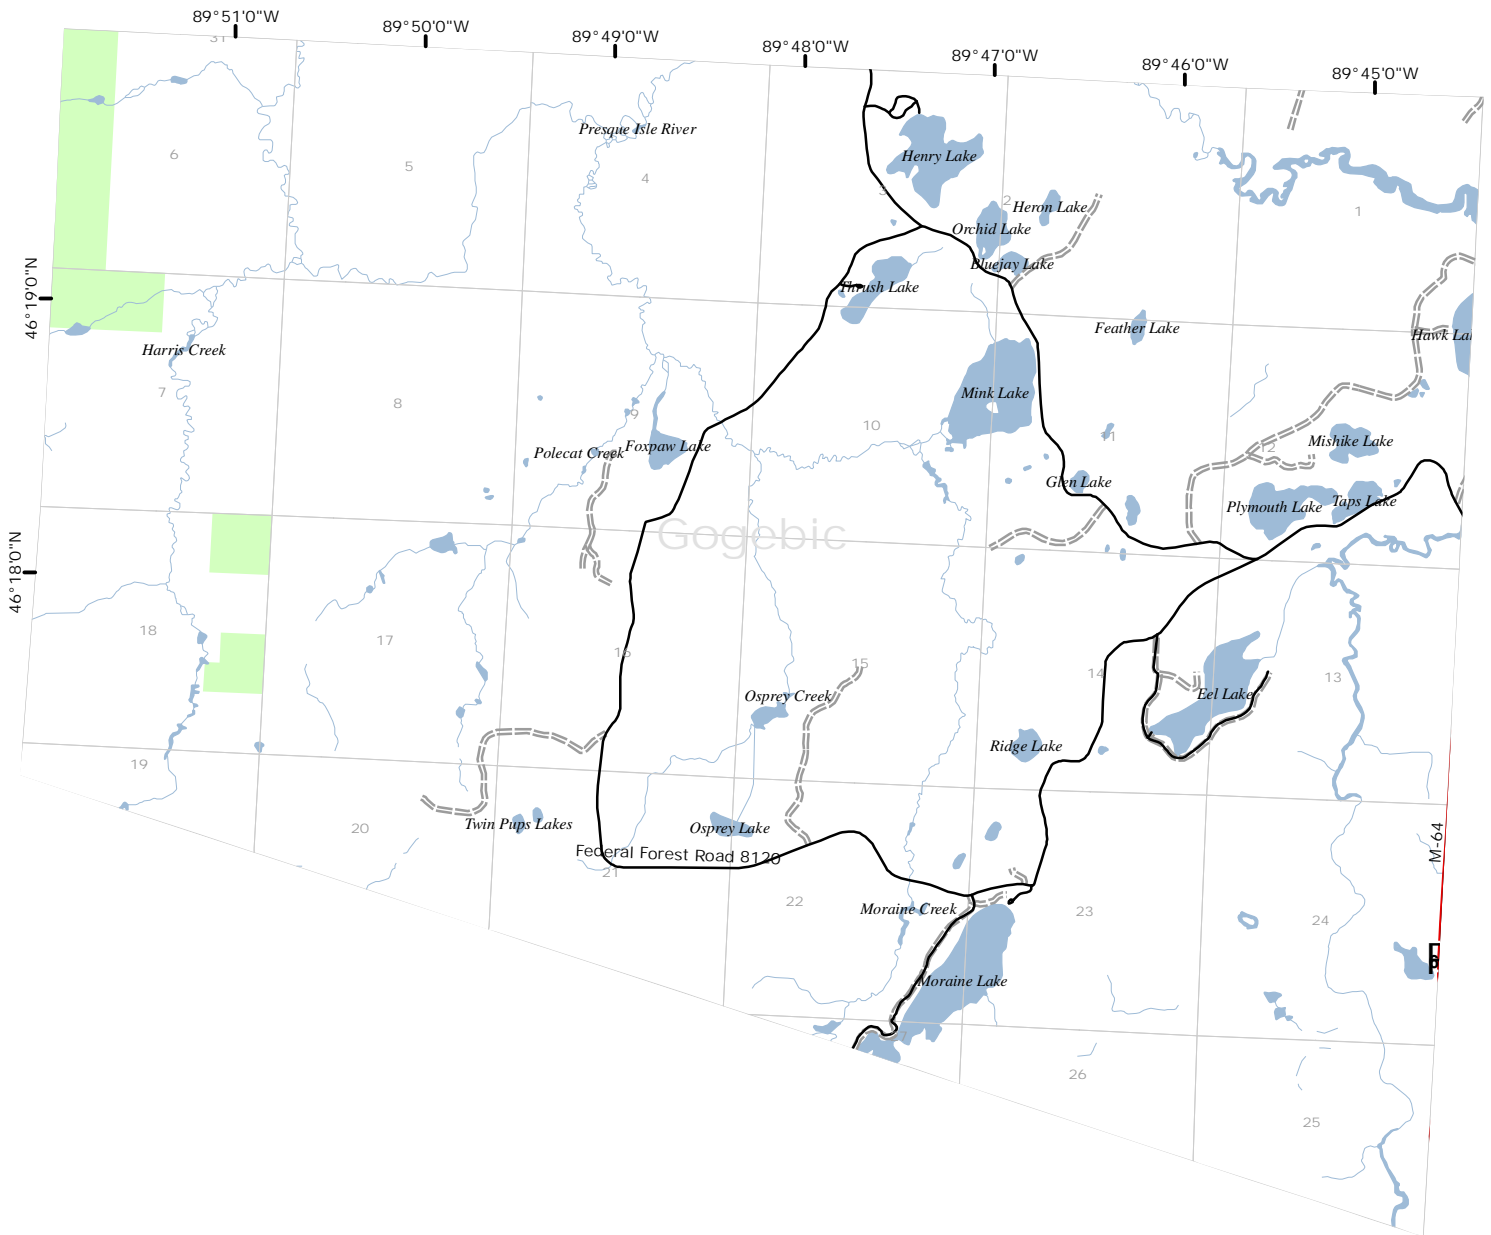 89°51'0"W
89°50'0"W
89°49'0"W
89°48'0"W
89°47'0"W
89°46'0"W
89°45'0"W
31
Presque Isle River
Henry Lake
6
5
4
3
2
Heron Lake
1
Orchid Lake
Bluejay Lake
46°19'0"N
Thrush Lake
Feather Lake
Hawk
Harris Creek
7
8
9
Mink Lake
10
11
12
Mishike Lake
Polecat Creek
Foxpaw Lake
Glen Lake
Plymouth Lake
Taps Lake
Gogebic
46°18'0"N
18
17
16
15
14
13
Osprey Creek
Eel Lake
Ridge Lake
19
20
Twin Pups Lakes
Osprey Lake
M-64
Federal Forest Road 8120
21
22
Moraine Creek
23
24
Moraine Lake
27
26
25